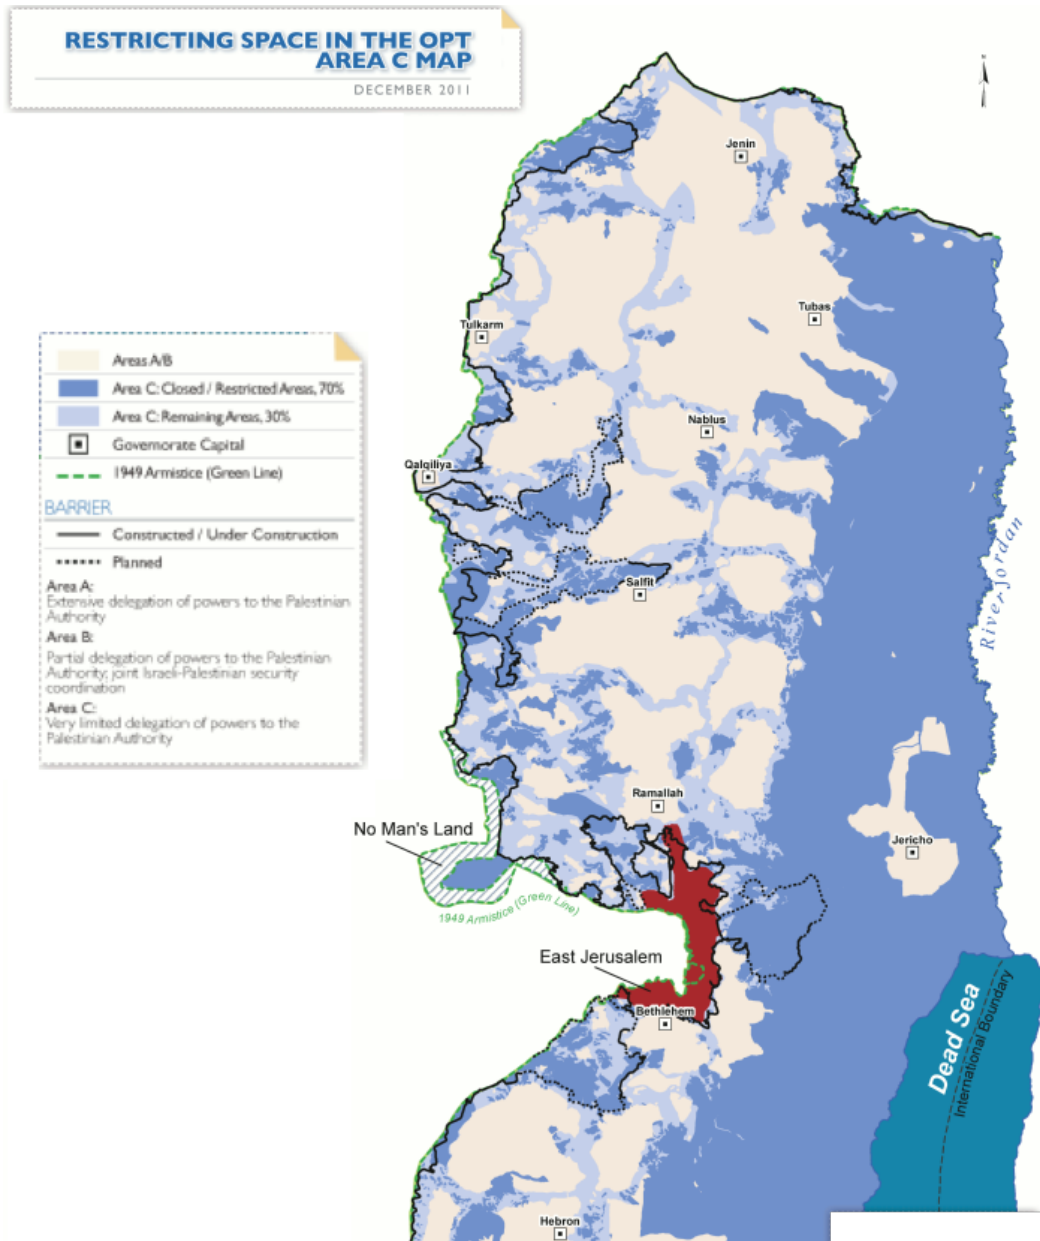 RESTRICTING SPACE IN THE OPT
AREA C MAP
DECEMBER 2011
N
Areas A/B
Area C: Closed / Restricted Areas, 70%
Area C: Remaining Areas, 30%
Governorate Capital
1949 Armistice (Green Line)
BARRIER
Constructed / Under Construction
Planned
Area A:
Extensive delegation of powers to the Palestinian
Authority
Area B:
Partial delegation of powers to the Palestinian
Authority; joint Israeli-Palestinian security
coordination
Area C:
Very limited delegation of powers to the
Palestinian Authority
Jenin
Tubas
Tulkarm
Nablus
Qalqiliya
Salfit
River Jordan
Ramallah
No Man's Land
Jericho
1949 Armistice (Green Line)
East Jerusalem
Bethlehem
Dead Sea
International Boundary
Hebron